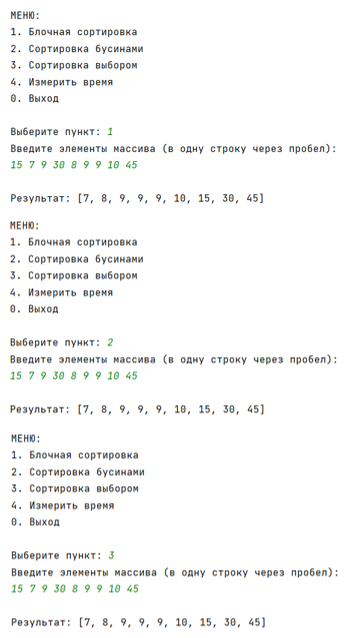 МЕНЮ:
1. Блочная сортировка
2. Сортировка бусинами
3. Сортировка выбором
4. Измерить время
0. Выход
Выберите пункт: 1
Введите элементы массива (в одну строку через пробел):
15 7 9 30 8 9 9 10 45
Результат: [7, 8, 9, 9, 9, 10, 15, 30, 45]
МЕНЮ:
1. Блочная сортировка
2. Сортировка бусинами
3. Сортировка выбором
4. Измерить время
0. Выход
Выберите пункт: 2
Введите элементы массива (в одну строку через пробел):
15 7 9 30 8 9 9 10 45
Результат: [7, 8, 9, 9, 9, 10, 15, 30, 45]
МЕНЮ:
1. Блочная сортировка
2. Сортировка бусинами
3. Сортировка выбором
4. Измерить время
0. Выход
Выберите пункт: 3
Введите элементы массива (в одну строку через пробел):
15 7 9 30 8 9 9 10 45
Результат: [7, 8, 9, 9, 9, 10, 15, 30, 45]